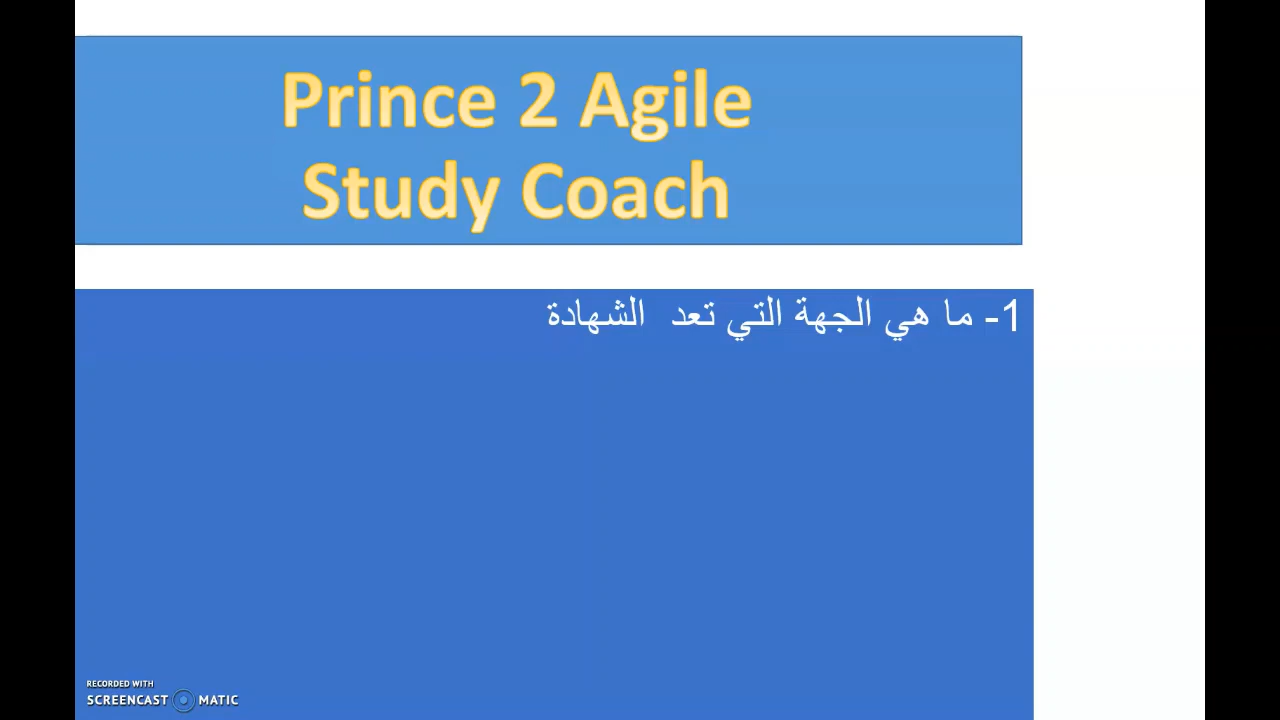 Prince 2 Agile
Study Coach
1- ما هي الجهة التي تعد الشهادة
RECORDED WITH
SCREENCAST MATIC